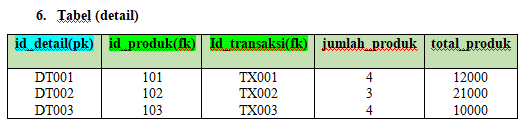 6. Tabel (detail)
id_detail(pk) id_produk(fk) Id_transaksi(fk) jumlah_produk total_produk
DT001 101 TX001 4 12000
DT002 102 TX002 3 21000
DT003 103 TX003 4 10000